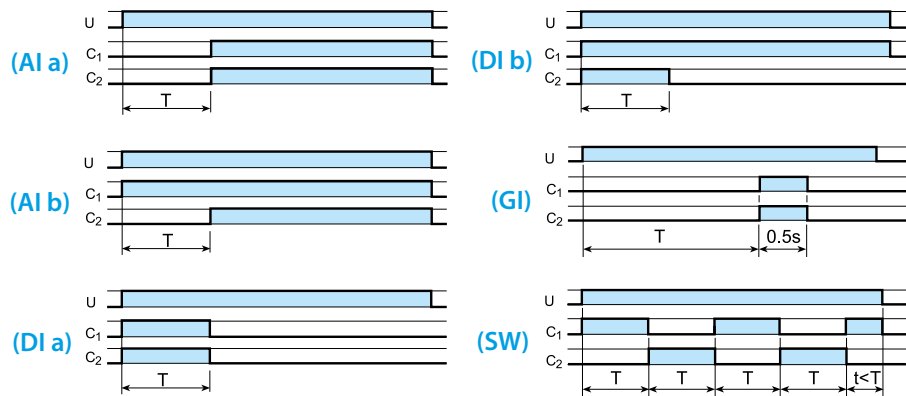 (AI a)
U
C1
C2
T
(AI b)
U
C1
C2
T
(DI a)
U
C1
C2
T
(DI b)
U
C1
C2
T
(GI)
U
C1
C2
T 0.5s
(SW)
U
C1
C2
T T T T t<T